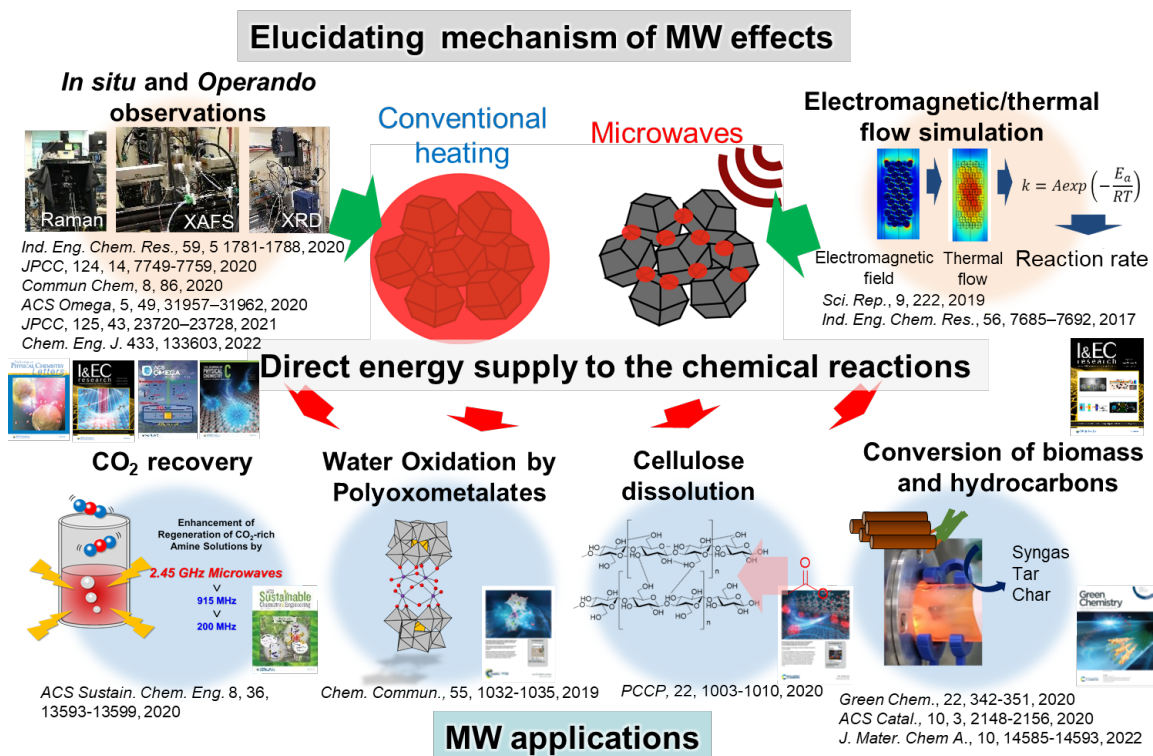 Elucidating mechanism of MW effects
In situ and Operando
observations
Raman
XAFS
XRD
Ind. Eng. Chem. Res., 59, 5 1781-1788, 2020
JPCC, 124, 14, 7749-7759, 2020
Commun Chem, 8, 86, 2020
ACS Omega, 5, 49, 31957–31962, 2020
JPCC, 125, 43, 23720–23728, 2021
Chem. Eng. J. 433, 133603, 2022
Conventional
heating
Microwaves
Electromagnetic/thermal
flow simulation
k = Aexp (−E_a/RT)
Electromagnetic
field
Thermal
flow
Reaction rate
Sci. Rep., 9, 222, 2019
Ind. Eng. Chem. Res., 56, 7685–7692, 2017
Direct energy supply to the chemical reactions
I&EC
research
I&EC
research
CO₂ recovery
Enhancement of
Regeneration of CO₂-rich
Amine Solutions by
2.45 GHz Microwaves
v
915 MHz
v
200 MHz
Sustainable
ACS Sustain. Chem. Eng. 8, 36,
13593-13599, 2020
Water Oxidation by
Polyoxometalates
Chem. Commun., 55, 1032-1035, 2019
Cellulose
dissolution
PCCP, 22, 1003-1010, 2020
Conversion of biomass
and hydrocarbons
Syngas
Tar
Char
Green
Chemistry
Green Chem., 22, 342-351, 2020
ACS Catal., 10, 3, 2148-2156, 2020
J. Mater. Chem A., 10, 14585-14593, 2022
MW applications